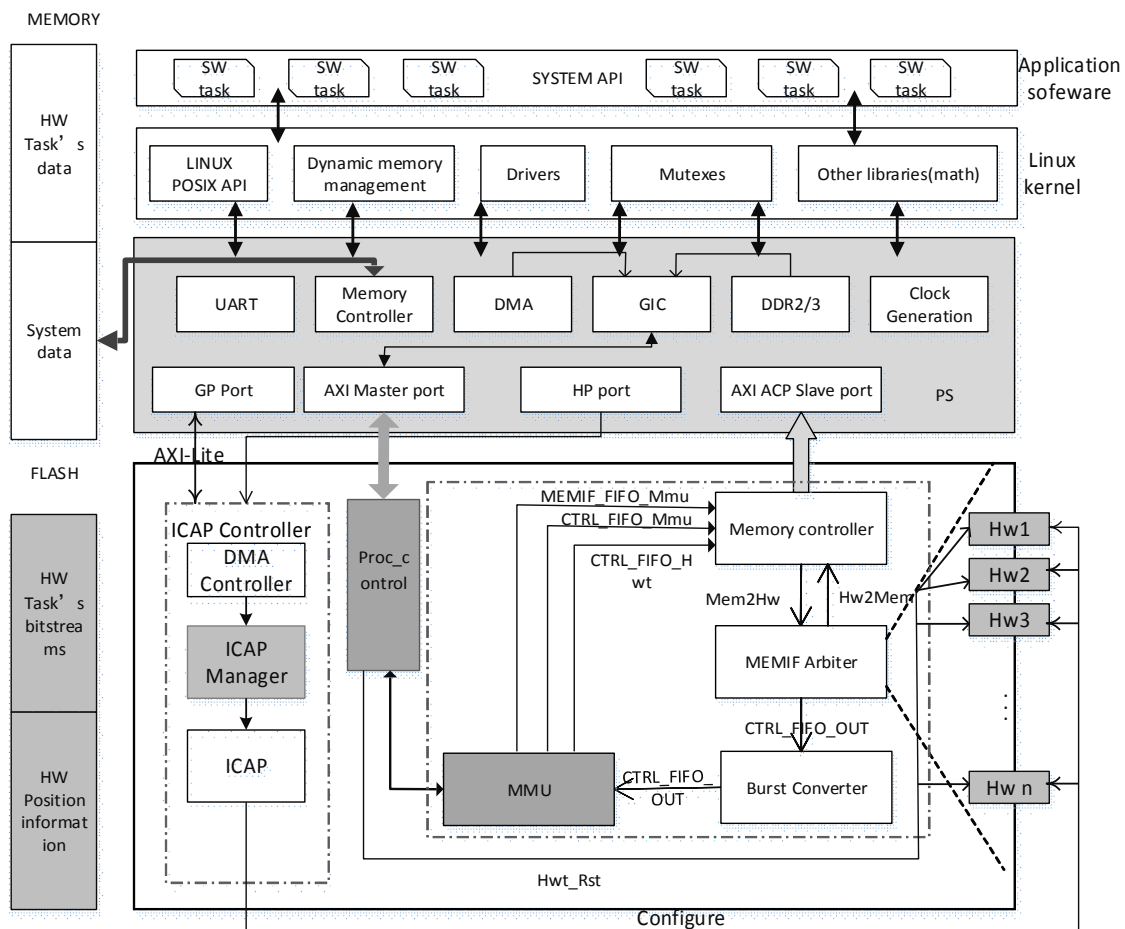 MEMORY
HW
Task's
data
System
data
FLASH
HW
Task's
bitstrea
ms
HW
Position
informat
ion
SW
task
SW
task
SW
task
SYSTEM API
SW
task
SW
task
SW
task
Application
sofeware
LINUX
POSIX API
Dynamic memory
management
Drivers
Mutexes
Other libraries(math)
Linux
kernel
UART
Memory
Controller
DMA
GIC
DDR2/3
Clock
Generation
GP Port
AXI Master port
HP port
AXI ACP Slave port
PS
AXI-Lite
ICAP Controller
DMA
Controller
ICAP
Manager
ICAP
Proc_c
ontrol
MEMIF_FIFO_Mmu
CTRL_FIFO_Mmu
CTRL_FIFO_H
wt
Memory controller
Mem2Hw
Hw2Mem
MEMIF Arbiter
CTRL_FIFO_OUT
MMU
CTRL_FIFO_
OUT
Burst Converter
Hw1
Hw2
Hw3
...
Hw n
Hwt_Rst
Configure